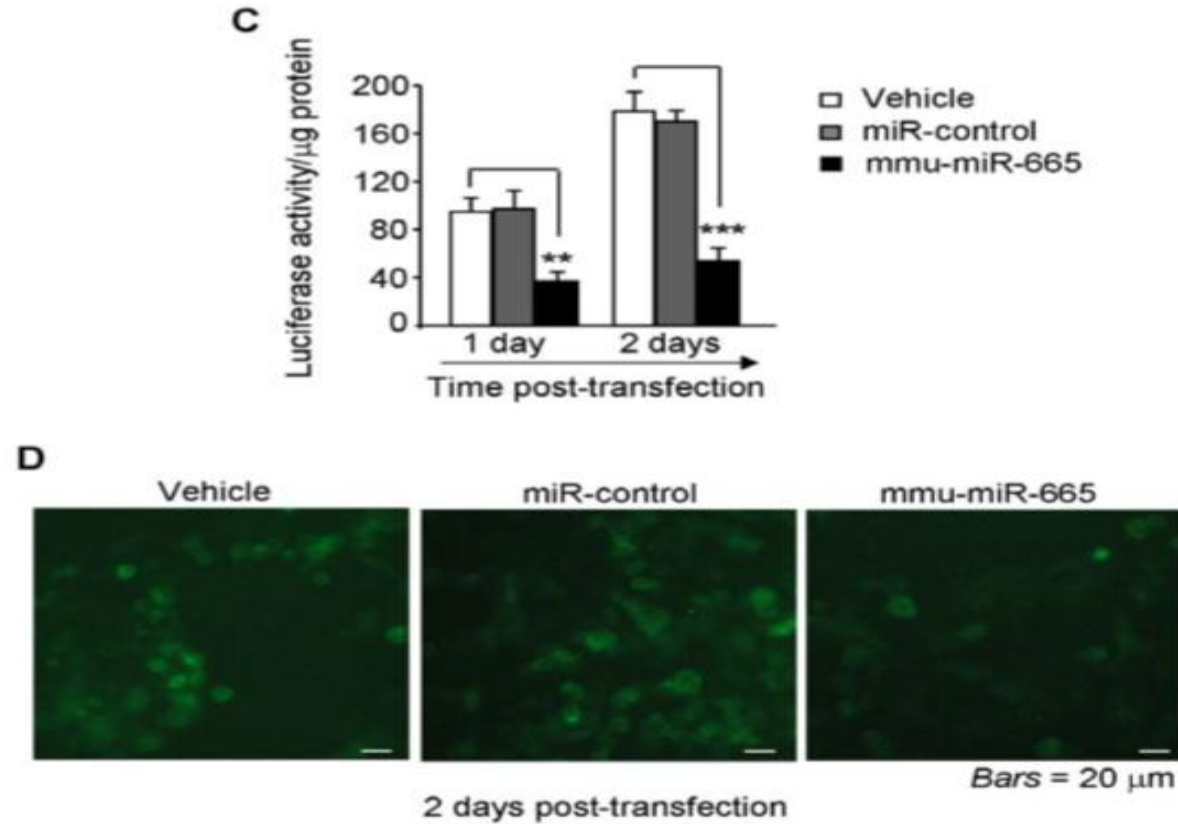 C
Luciferase activity/µg protein
200
160
120
80
40
0
**
***
1 day
2 days
Time post-transfection
Vehicle
miR-control
mmu-miR-665
D
Vehicle
miR-control
mmu-miR-665
Bars = 20 µm
2 days post-transfection